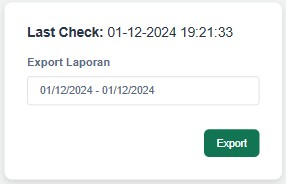 Last Check: 01-12-2024 19:21:33
Export Laporan
01/12/2024 - 01/12/2024
Export